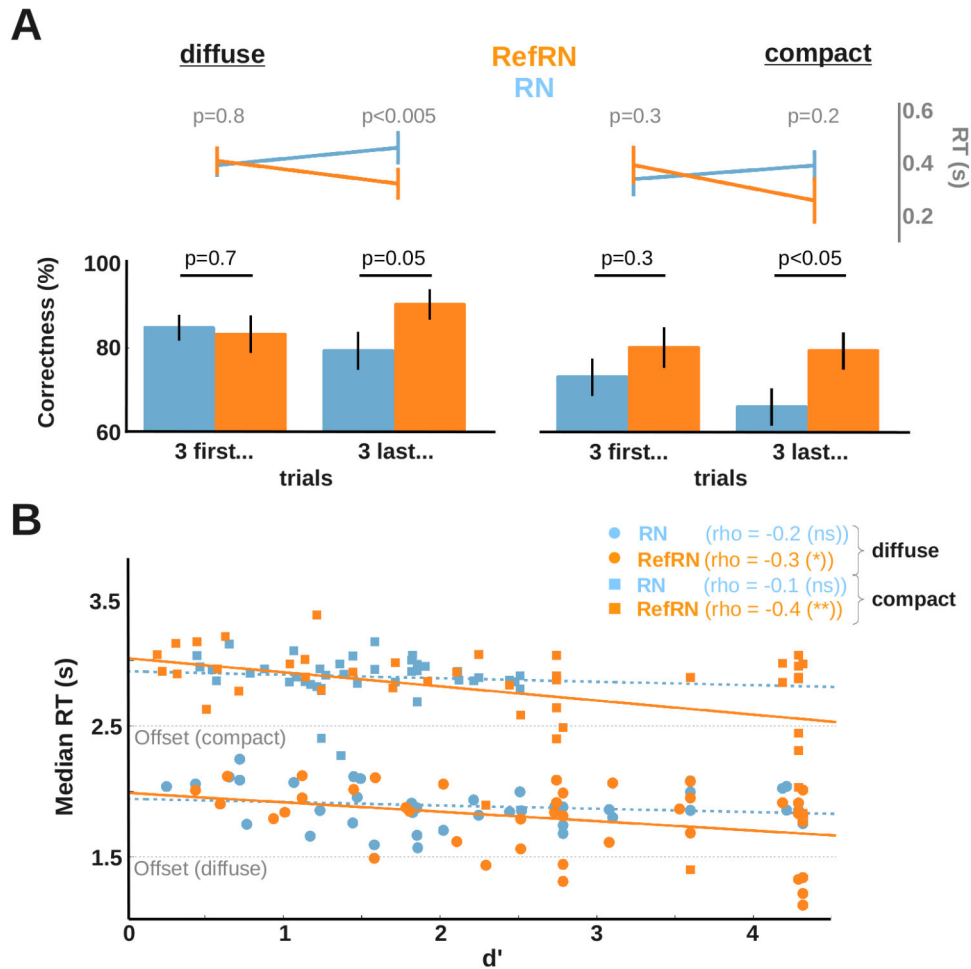 A
diffuse
RefRN
RN
compact
p=0.8
p<0.005
p=0.3
p=0.2
0.6
0.4
0.2
RT (s)
Correctness (%)
100
80
60
p=0.7
p=0.05
p=0.3
p<0.05
3 first...
3 last...
trials
3 first...
3 last...
trials
B
RN (rho = -0.2 (ns))
RefRN (rho = -0.3 (*))
diffuse
RN (rho = -0.1 (ns))
RefRN (rho = -0.4 (**))
compact
Median RT (s)
3.5
2.5
1.5
Offset (compact)
Offset (diffuse)
0
1
2
3
4
d'